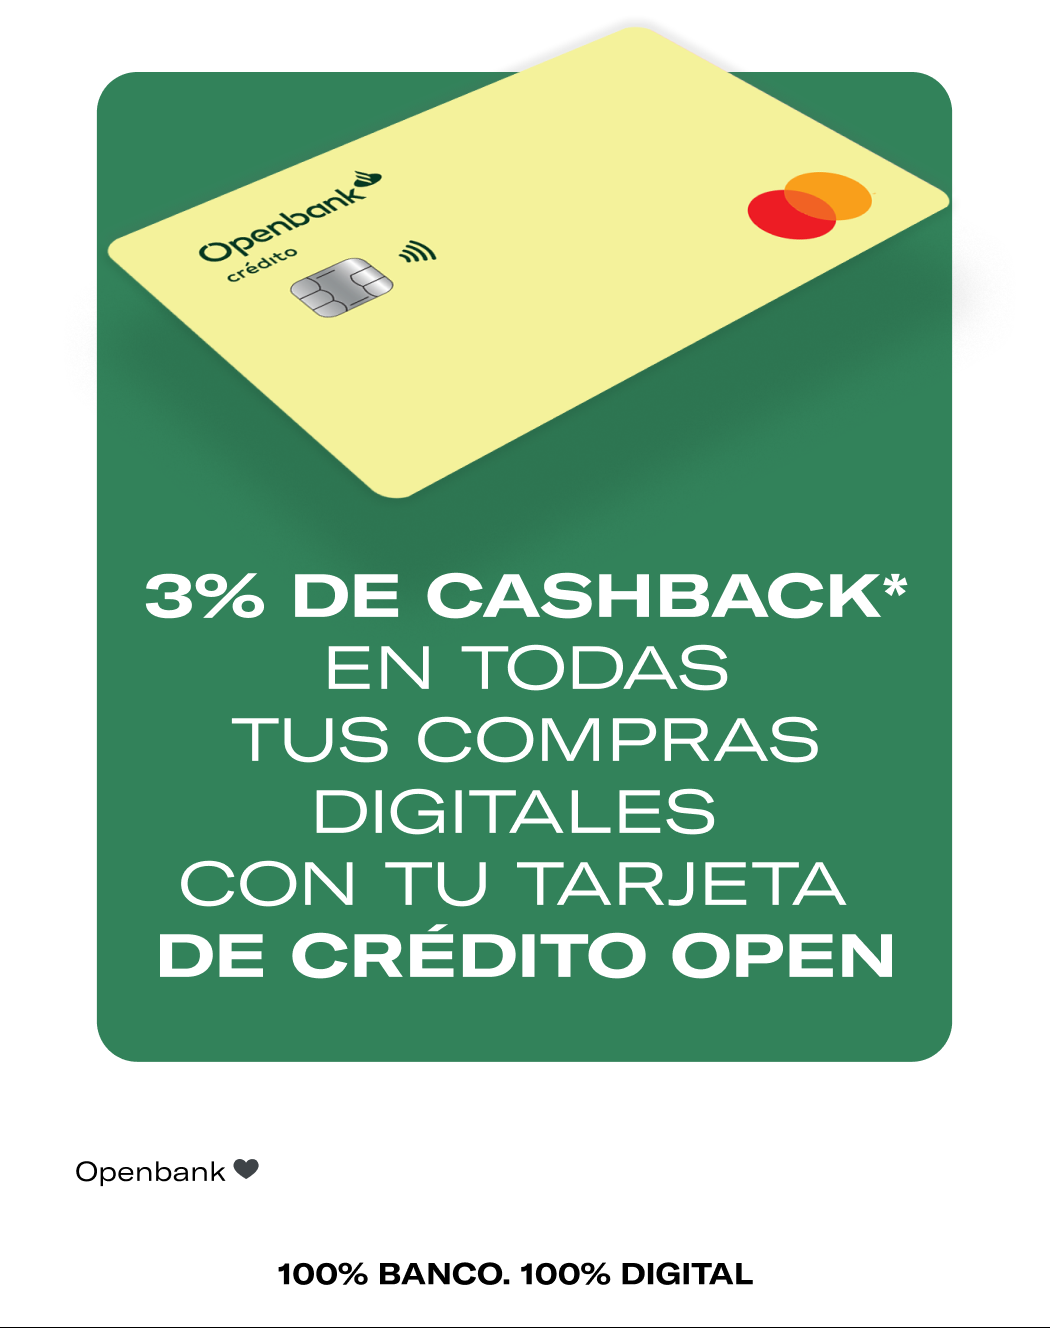 Openbank
crédito
3% DE CASHBACK*
EN TODAS
TUS COMPRAS
DIGITALES
CON TU TARJETA
DE CRÉDITO OPEN
Openbank
100% BANCO. 100% DIGITAL